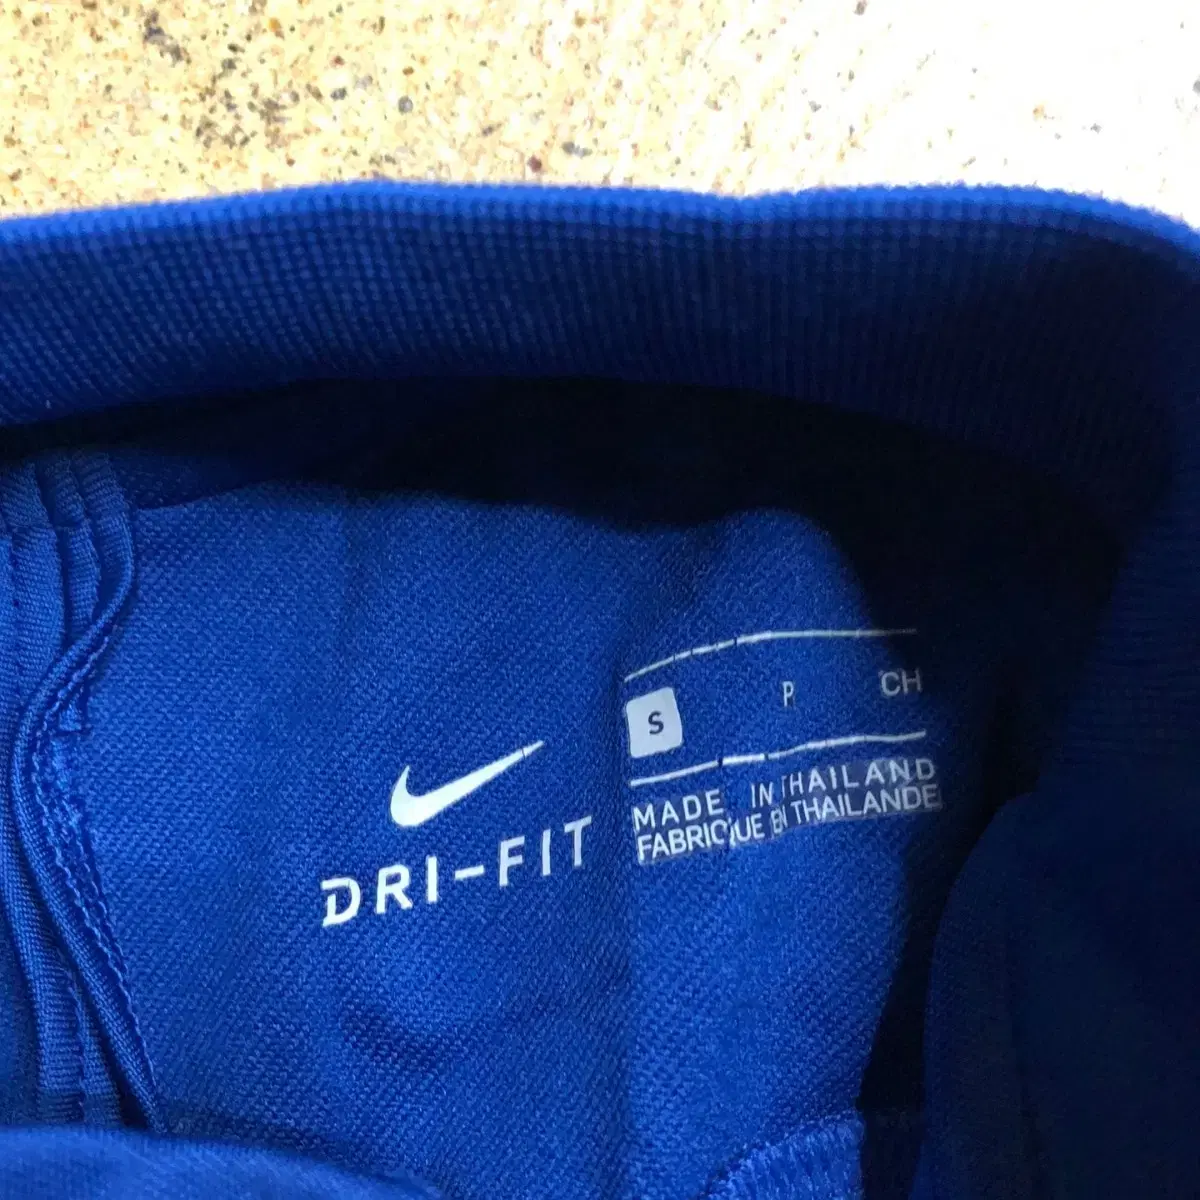 S P CH
DRI-FIT
MADE IN THAILAND
FABRIQUE EN THAILANDE